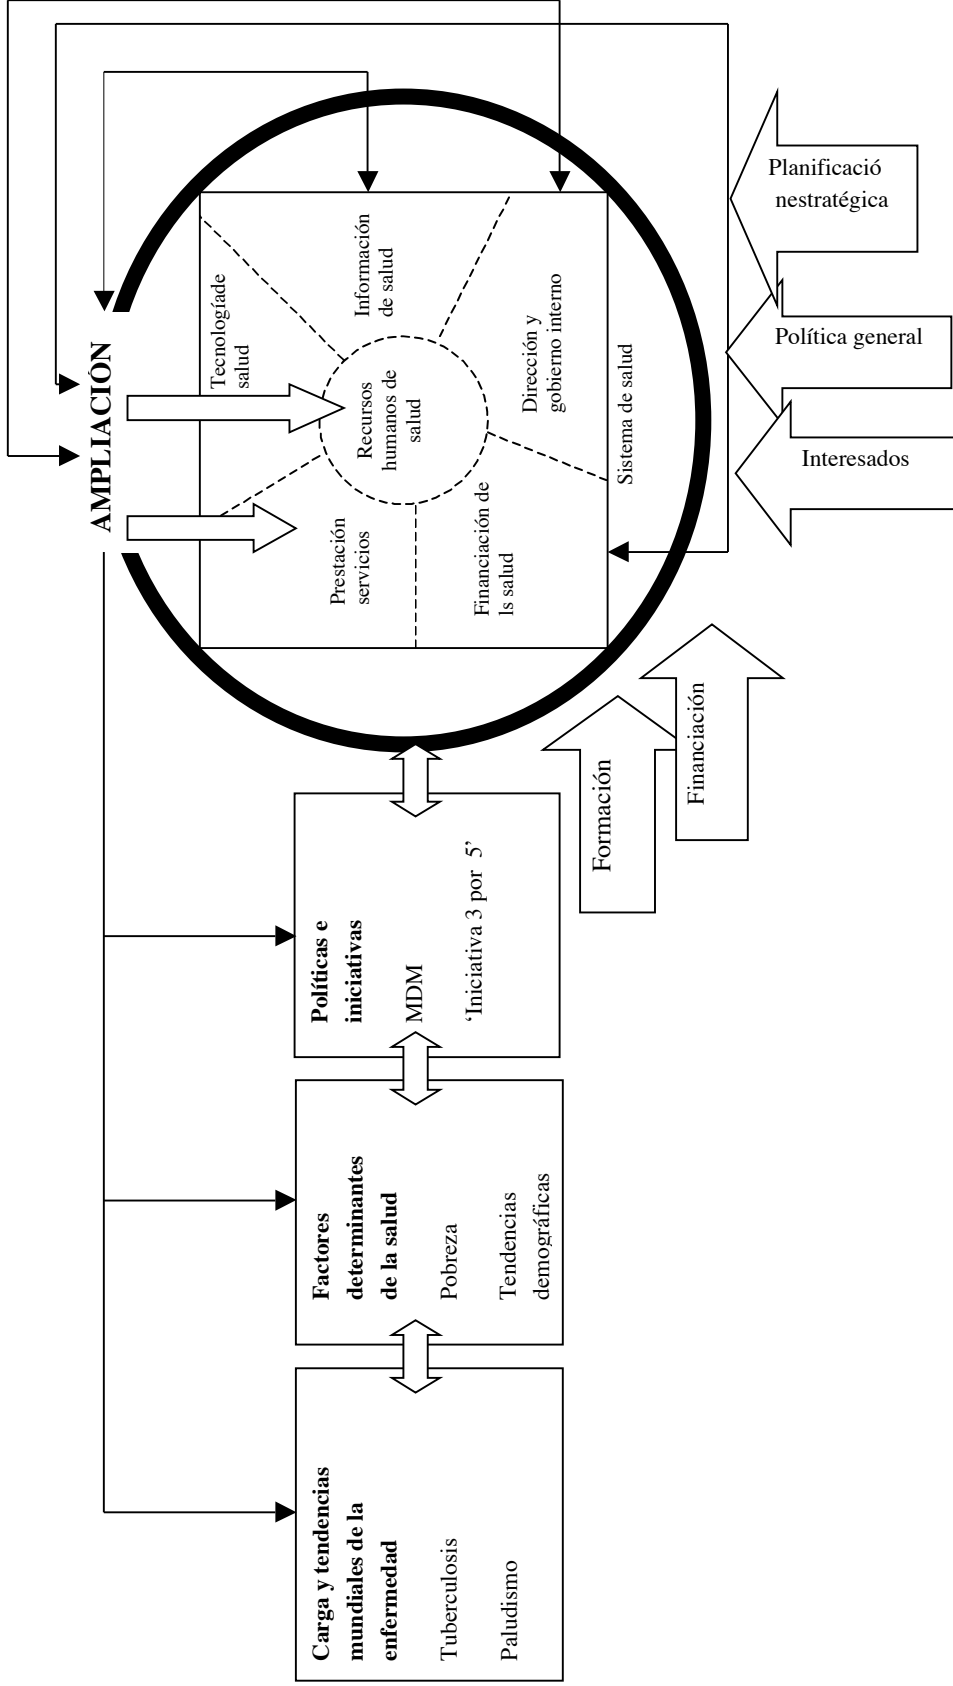 AMPLIACIÓN
Carga y tendencias
mundiales de la
enfermedad
Tuberculosis
Paludismo
Factores
determinantes
de la salud
Pobreza
Tendencias
demográficas
Políticas e
iniciativas
MDM
‘Iniciativa 3 por 5’
Prestación
servicios
Tecnologíade
salud
Información
de salud
Recursos
humanos de
salud
Financiación de
ls salud
Dirección y
gobierno interno
Sistema de salud
Formación
Financiación
Interesados
Política general
Planificació
nestratégica